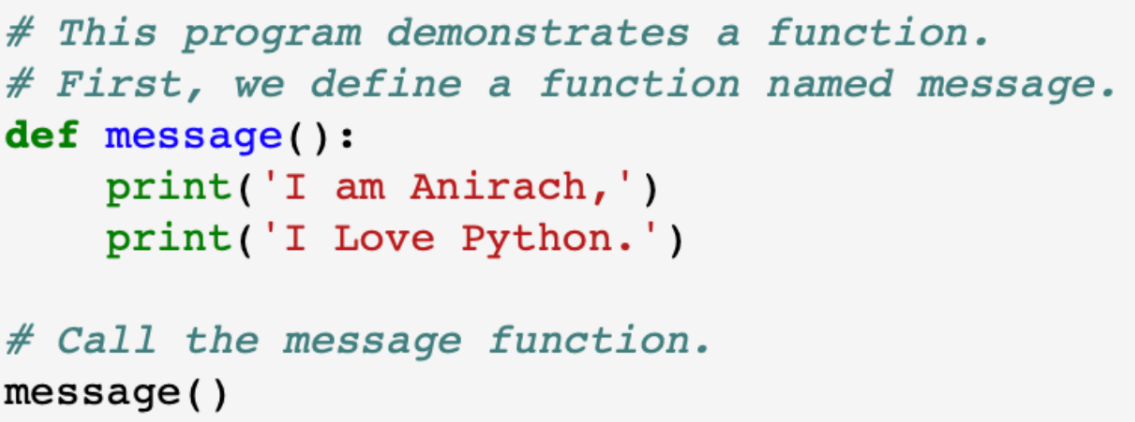 # This program demonstrates a function.
# First, we define a function named message.
def message():
    print('I am Anirach,')
    print('I Love Python.')

# Call the message function.
message()